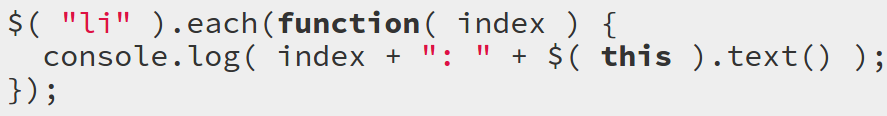 $( "li" ).each(function( index ) {
  console.log( index + ": " + $( this ).text() );
});